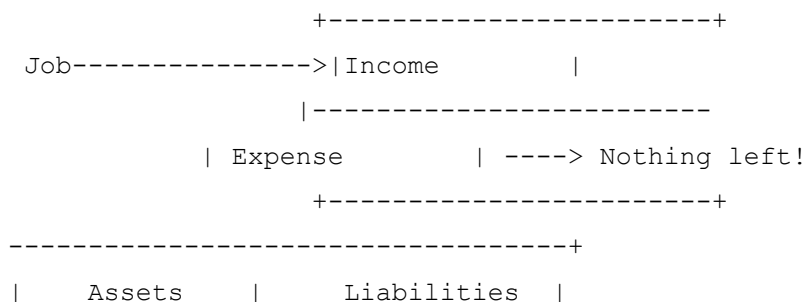 +-------------------------+
Job--------------->|Income          |
|--------------------------
| Expense         | ----> Nothing left!
+-------------------------+
------------------------------------+
|    Assets     |      Liabilities  |